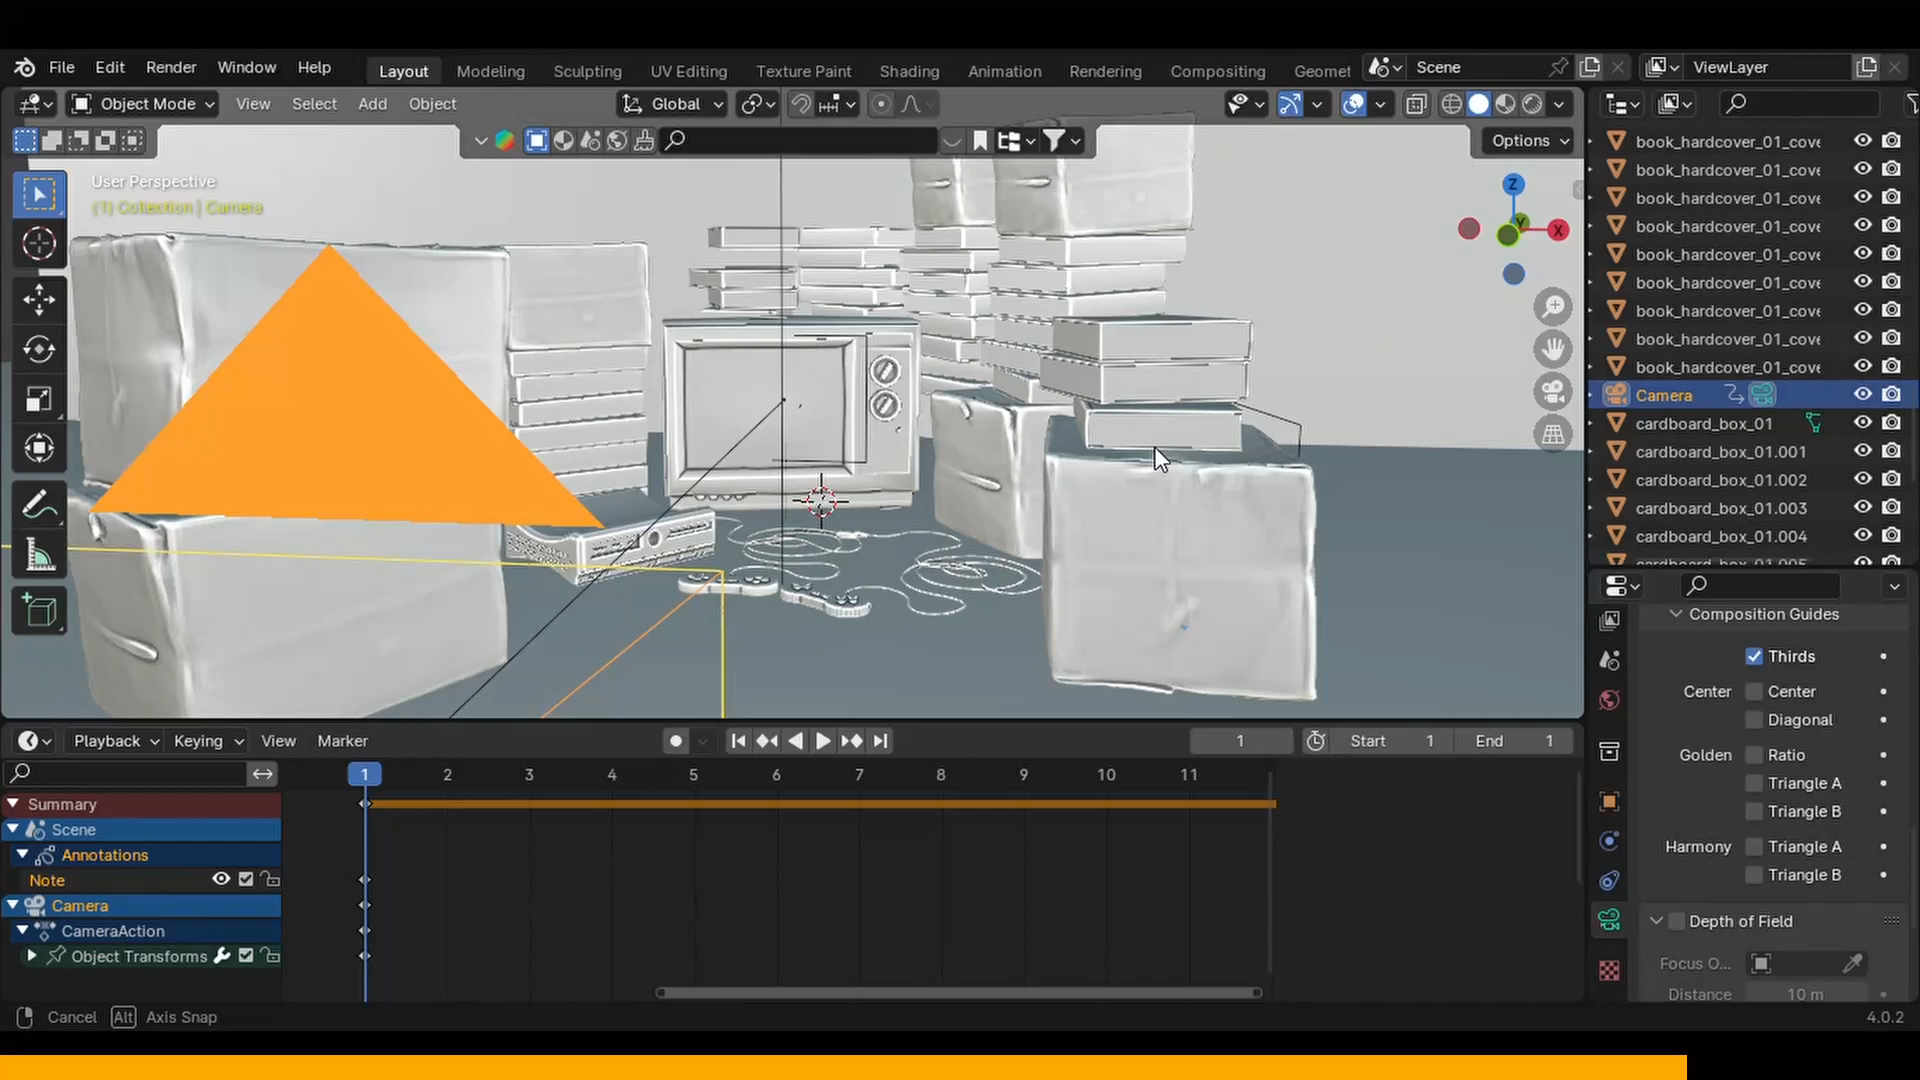 File Edit Render Window Help Layout Modeling Sculpting UV Editing Texture Paint Shading Animation Rendering Compositing Geomet Scene ViewLayer
Object Mode View Select Add Object Global
Options
User Perspective
(1) Collection | Camera
Z
Y
X
book_hardcover_01_cove
book_hardcover_01_cove
book_hardcover_01_cove
book_hardcover_01_cove
book_hardcover_01_cove
book_hardcover_01_cove
book_hardcover_01_cove
book_hardcover_01_cove
book_hardcover_01_cove
Camera
cardboard_box_01
cardboard_box_01.001
cardboard_box_01.002
cardboard_box_01.003
cardboard_box_01.004
cardboard_box_01.005
Composition Guides
Thirds
Center Center
Diagonal
Golden Ratio
Triangle A
Triangle B
Harmony Triangle A
Triangle B
Depth of Field
Focus O...
Distance 10 m
Playback Keying View Marker 1 Start 1 End 1
1 2 3 4 5 6 7 8 9 10 11
Summary
Scene
Annotations
Note
Camera
CameraAction
Object Transforms
Cancel Alt Axis Snap 4.0.2